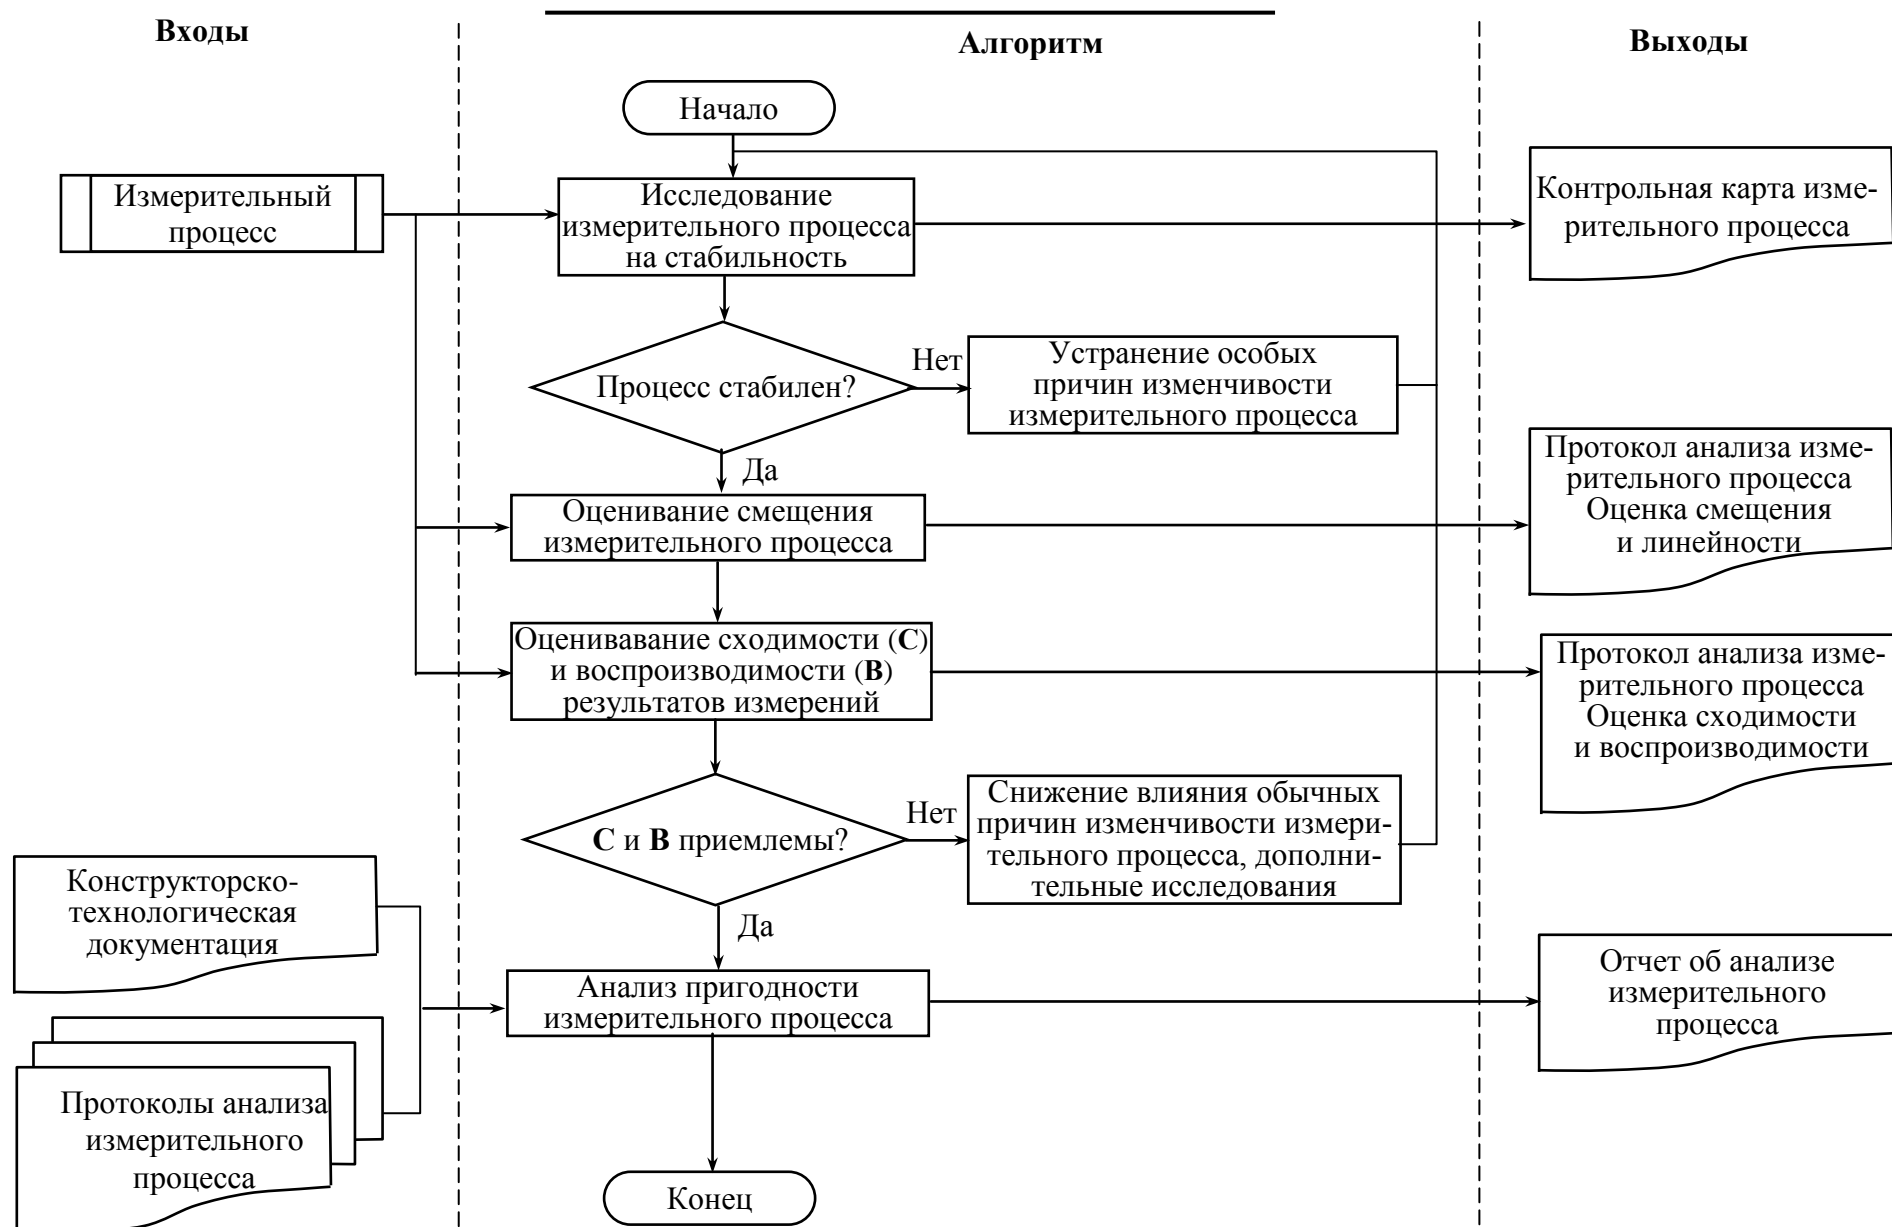 Входы
Алгоритм
Выходы
Начало
Измерительный
процесс
Исследование
измерительного процесса
на стабильность
Контрольная карта изме-
рительного процесса
Процесс стабилен?
Нет
Устранение особых
причин изменчивости
измерительного процесса
Да
Оценивание смещения
измерительного процесса
Протокол анализа изме-
рительного процесса
Оценка смещения
и линейности
Оценивавание сходимости (С)
и воспроизводимости (В)
результатов измерений
Протокол анализа изме-
рительного процесса
Оценка сходимости
и воспроизводимости
С и В приемлемы?
Нет
Снижение влияния обычных
причин изменчивости измери-
тельного процесса, дополни-
тельные исследования
Да
Конструкторско-
технологическая
документация
Анализ пригодности
измерительного процесса
Отчет об анализе
измерительного
процесса
Протоколы анализа
измерительного
процесса
Конец